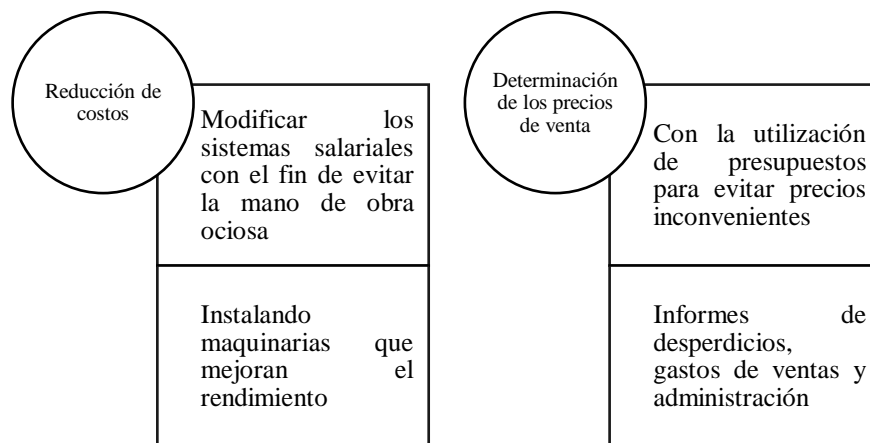 Reducción de
costos
Modificar los
sistemas salariales
con el fin de evitar
la mano de obra
ociosa
Instalando
maquinarias que
mejoran el
rendimiento
Determinación
de los precios
de venta
Con la utilización
de presupuestos
para evitar precios
inconvenientes
Informes de
desperdicios,
gastos de ventas y
administración